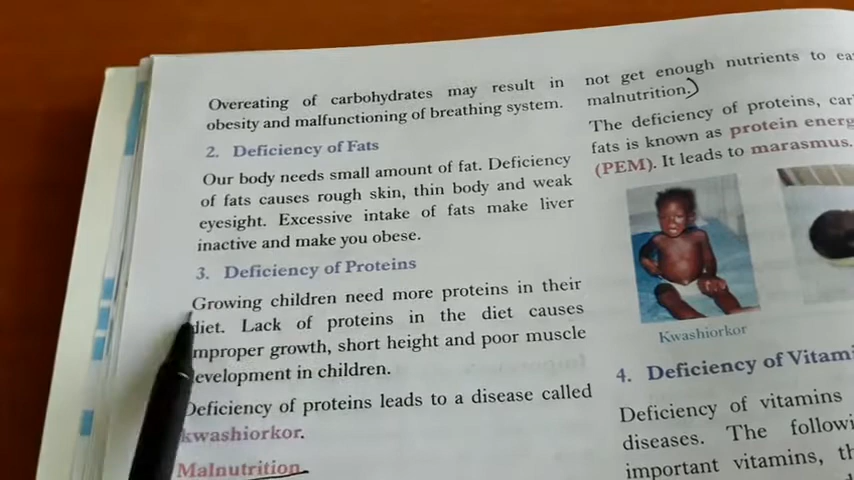 Overeating of carbohydrates may result in
obesity and malfunctioning of breathing system.
2. Deficiency of Fats
Our body needs small amount of fat. Deficiency
of fats causes rough skin, thin body and weak
eyesight. Excessive intake of fats make liver
inactive and make you obese.
3. Deficiency of Proteins
Growing children need more proteins in their
diet. Lack of proteins in the diet causes
improper growth, short height and poor muscle
development in children.
Deficiency of proteins leads to a disease called
kwashiorkor.
Malnutrition
not get enough nutrients to
malnutrition.
The deficiency of proteins,
fats is known as protein
(PEM). It leads to marasmus.
Kwashiorkor
4. Deficiency of
Deficiency of vitamins
diseases. The
important vitamins,